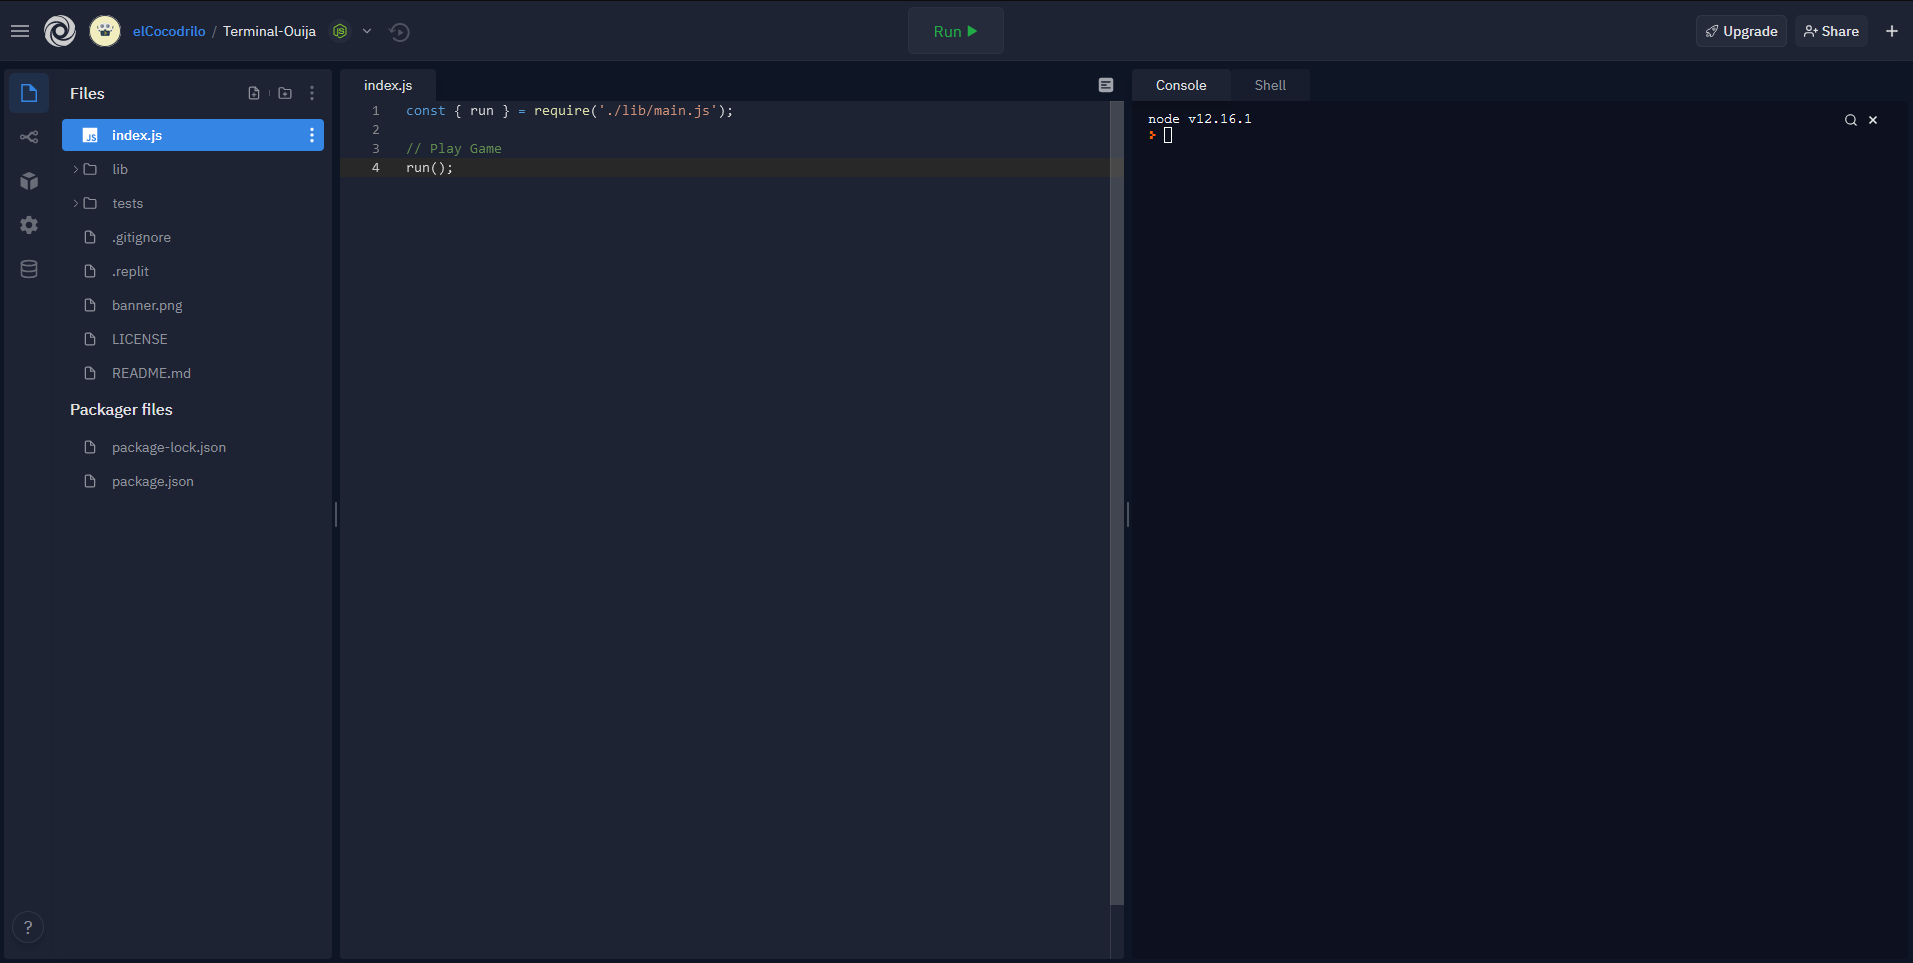 elCocodrilo / Terminal-Ouija
Run
Upgrade
Share
Files
index.js
lib
tests
.gitignore
.replit
banner.png
LICENSE
README.md
Packager files
package-lock.json
package.json
?
index.js
1 const { run } = require('./lib/main.js');
2
3 // Play Game
4 run();
Console
Shell
node v12.16.1